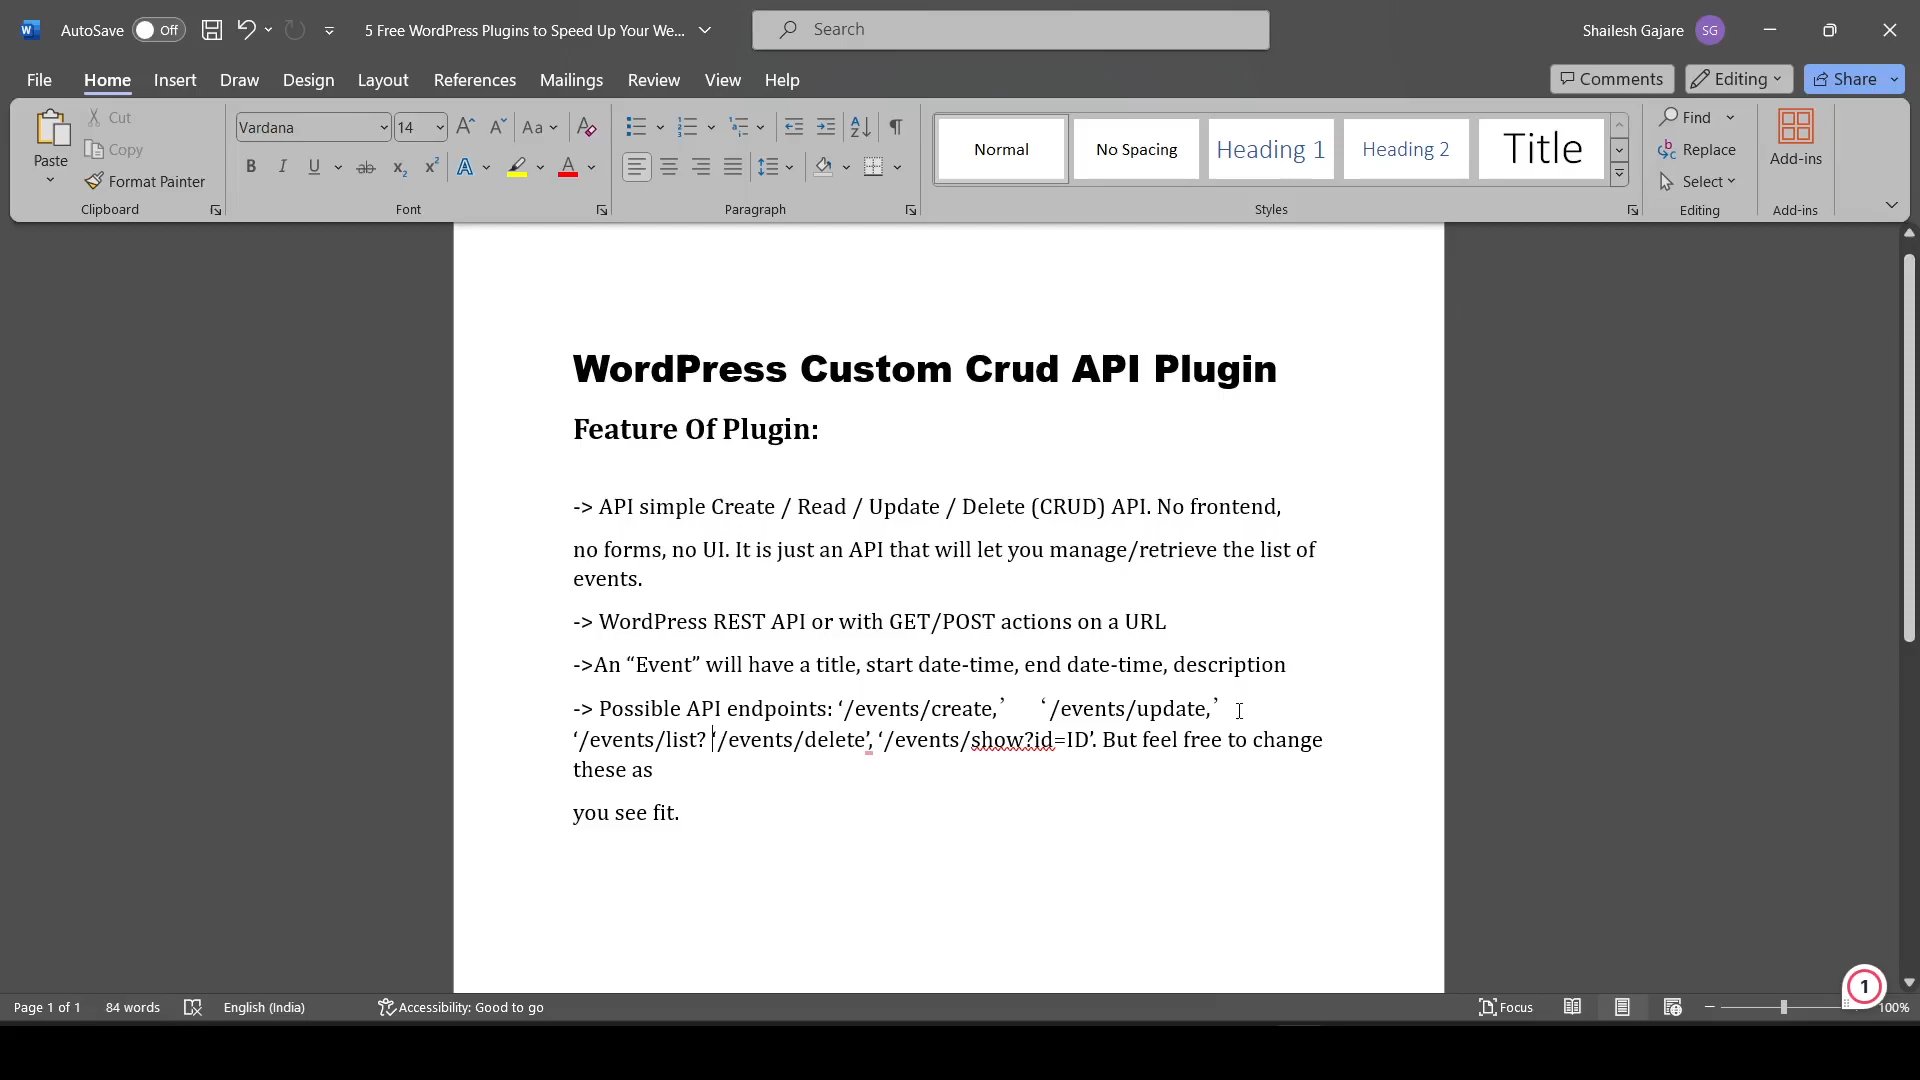 AutoSave Off 5 Free WordPress Plugins to Speed Up Your We... Search Shailesh Gajare SG
File Home Insert Draw Design Layout References Mailings Review View Help Comments Editing Share
Paste Cut Copy Format Painter Clipboard
Vardana 14 Aa Font
Paragraph
Normal No Spacing Heading 1 Heading 2 Title Styles
Find Replace Select Editing
Add-ins Add-ins
WordPress Custom Crud API Plugin
Feature Of Plugin:
-> API simple Create / Read / Update / Delete (CRUD) API. No frontend,
no forms, no UI. It is just an API that will let you manage/retrieve the list of
events.
-> WordPress REST API or with GET/POST actions on a URL
->An “Event” will have a title, start date-time, end date-time, description
-> Possible API endpoints: ‘/events/create,’ ‘/events/update,’
‘/events/list? ‘/events/delete’, ‘/events/show?id=ID’. But feel free to change
these as
you see fit.
1
Page 1 of 1 84 words English (India) Accessibility: Good to go Focus 100%